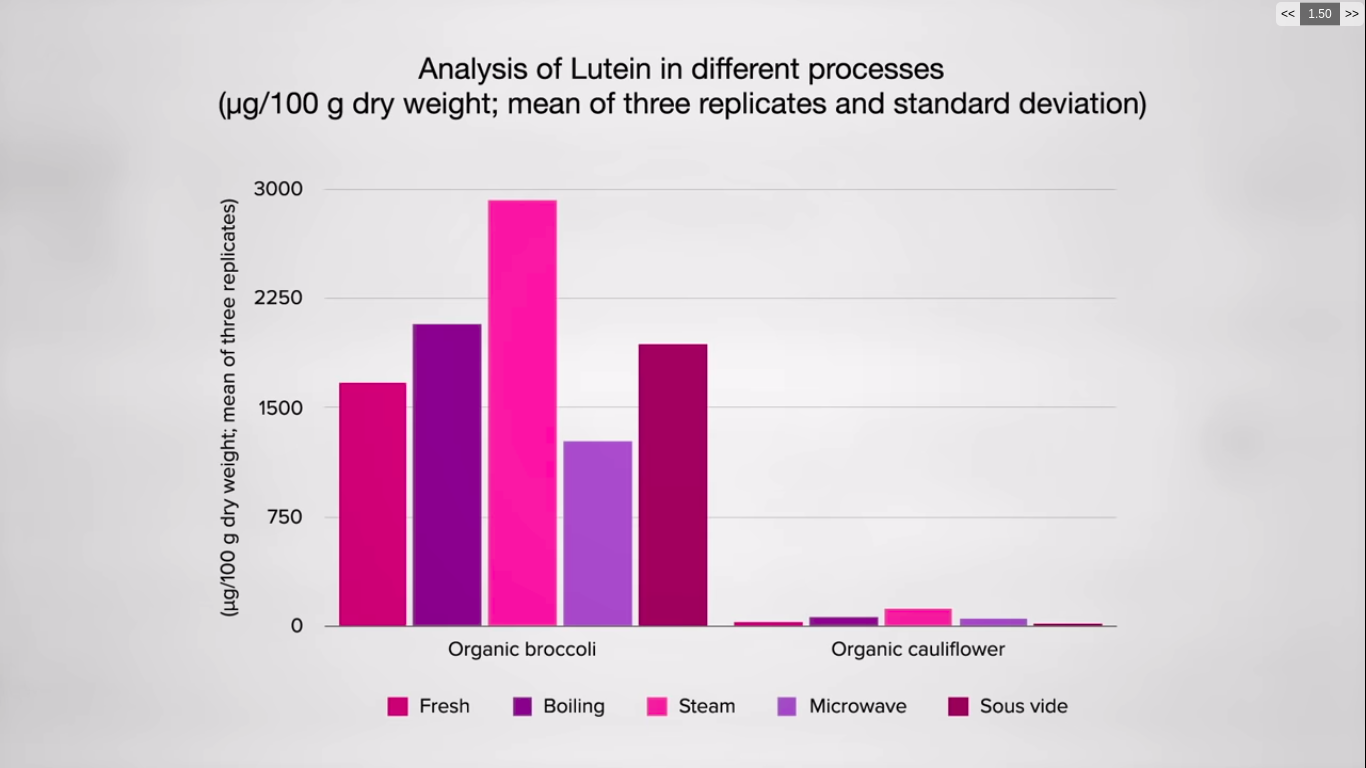 << 1.50 >>
Analysis of Lutein in different processes
(µg/100 g dry weight; mean of three replicates and standard deviation)
(µg/100 g dry weight; mean of three replicates)
3000
2250
1500
750
0
Organic broccoli Organic cauliflower
Fresh Boiling Steam Microwave Sous vide